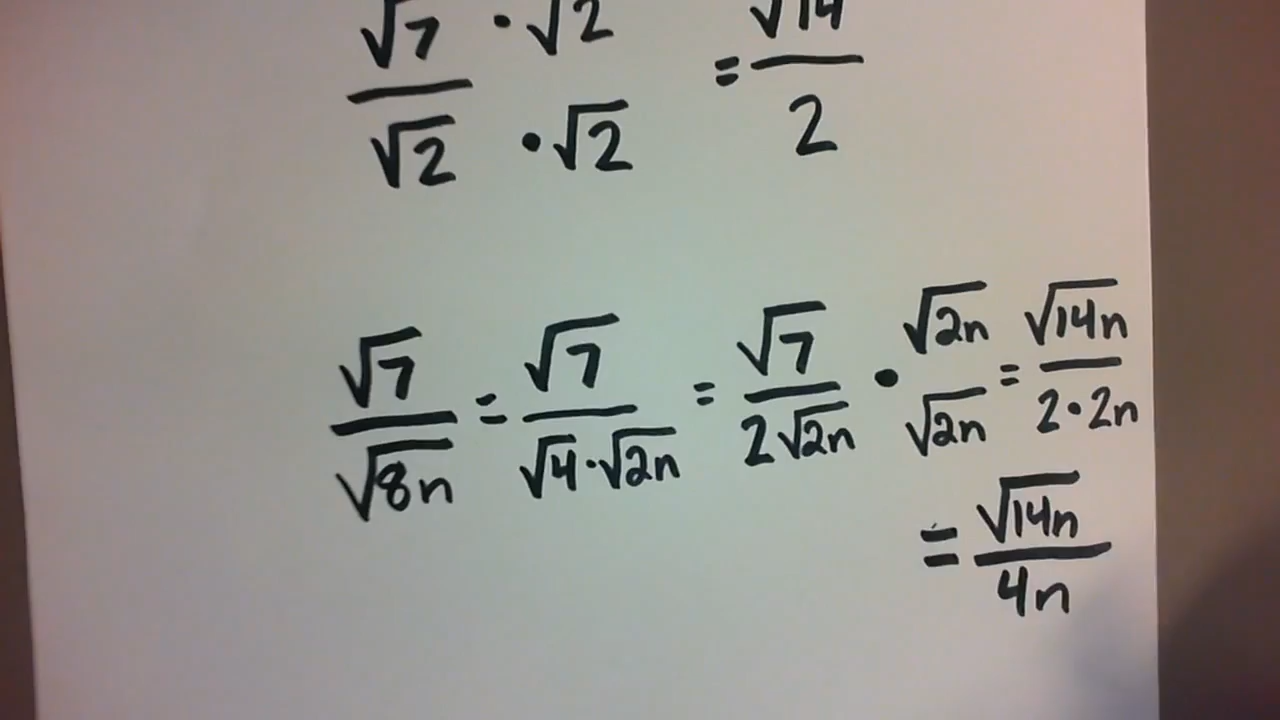 √7 · √2 / √2 · √2 = √14 / 2
√7 / √8n = √7 / √4 · √2n = √7 / 2√2n · √2n / √2n = √14n / 2 · 2n
= √14n / 4n